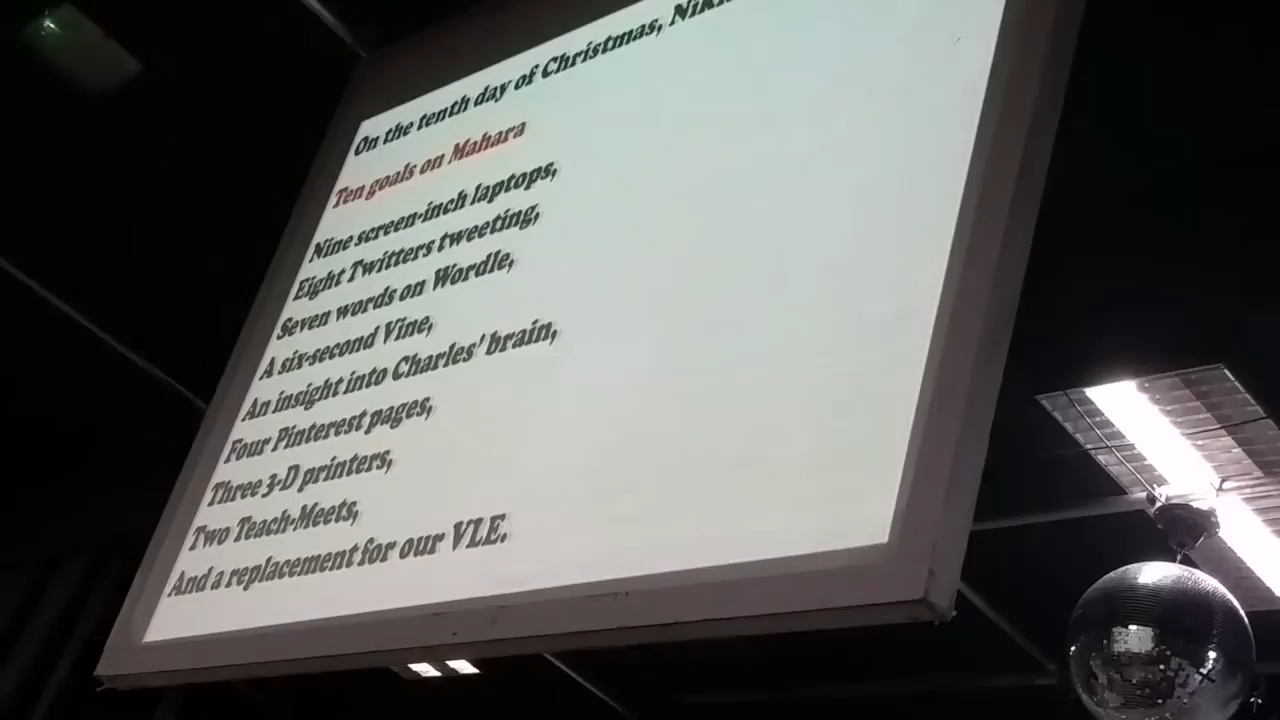 On the tenth day of Christmas,
Ten goals on Mahara
Nine screen-inch laptops,
Eight Twitters tweeting,
Seven words on Wordle,
A six-second Vine,
An insight into Charles' brain,
Four Pinterest pages,
Three 3-D printers,
Two Teach-Meets,
And a replacement for our VLE.